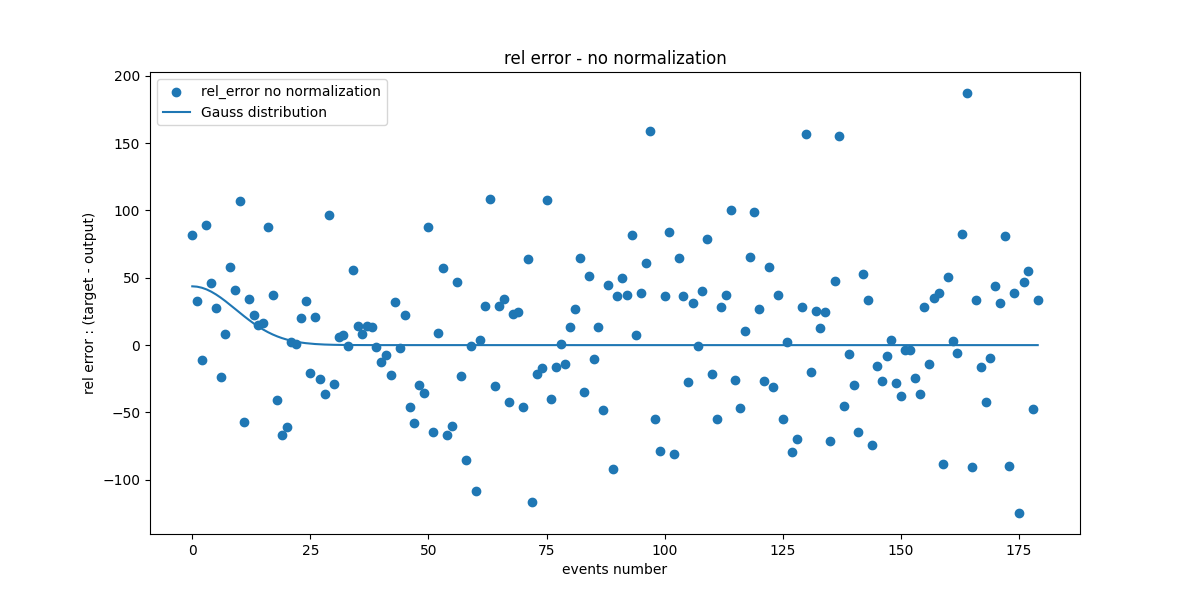 rel error - no normalization
rel_error no normalization
Gauss distribution
rel error : (target - output)
200
150
100
50
0
−50
−100
0 25 50 75 100 125 150 175
events number